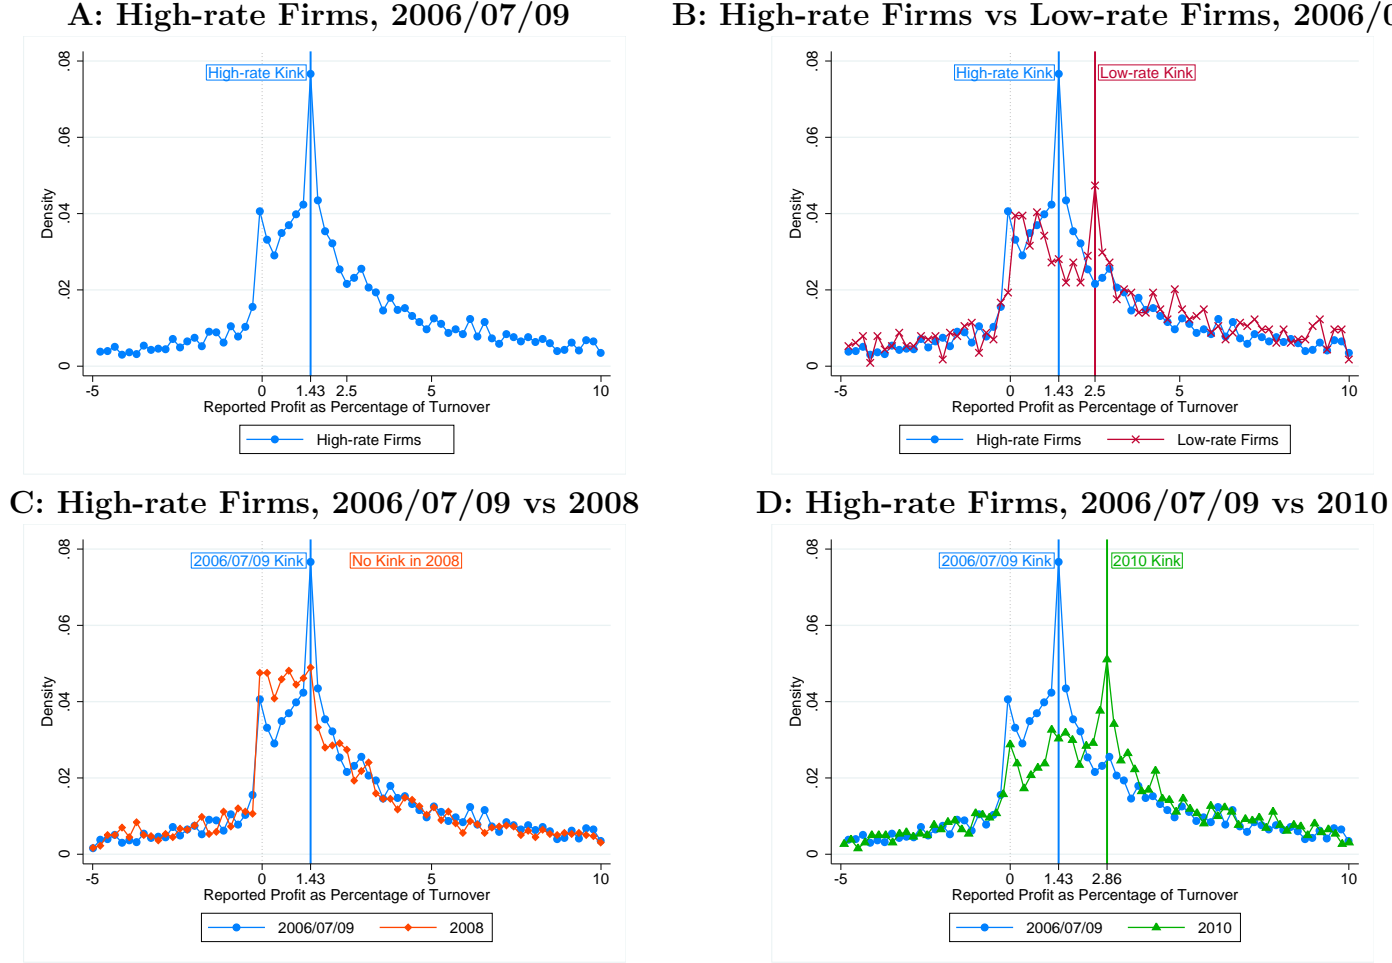 A: High-rate Firms, 2006/07/09
High-rate Kink
.08
.06
.04
.02
0
Density
-5 0 1.43 2.5 5 10
Reported Profit as Percentage of Turnover
High-rate Firms
B: High-rate Firms vs Low-rate Firms, 2006/0
High-rate Kink Low-rate Kink
.08
.06
.04
.02
0
Density
-5 0 1.43 2.5 5 10
Reported Profit as Percentage of Turnover
High-rate Firms Low-rate Firms
C: High-rate Firms, 2006/07/09 vs 2008
2006/07/09 Kink No Kink in 2008
.08
.06
.04
.02
0
Density
-5 0 1.43 5 10
Reported Profit as Percentage of Turnover
2006/07/09 2008
D: High-rate Firms, 2006/07/09 vs 2010
2006/07/09 Kink 2010 Kink
.08
.06
.04
.02
0
Density
-5 0 1.43 2.86 10
Reported Profit as Percentage of Turnover
2006/07/09 2010